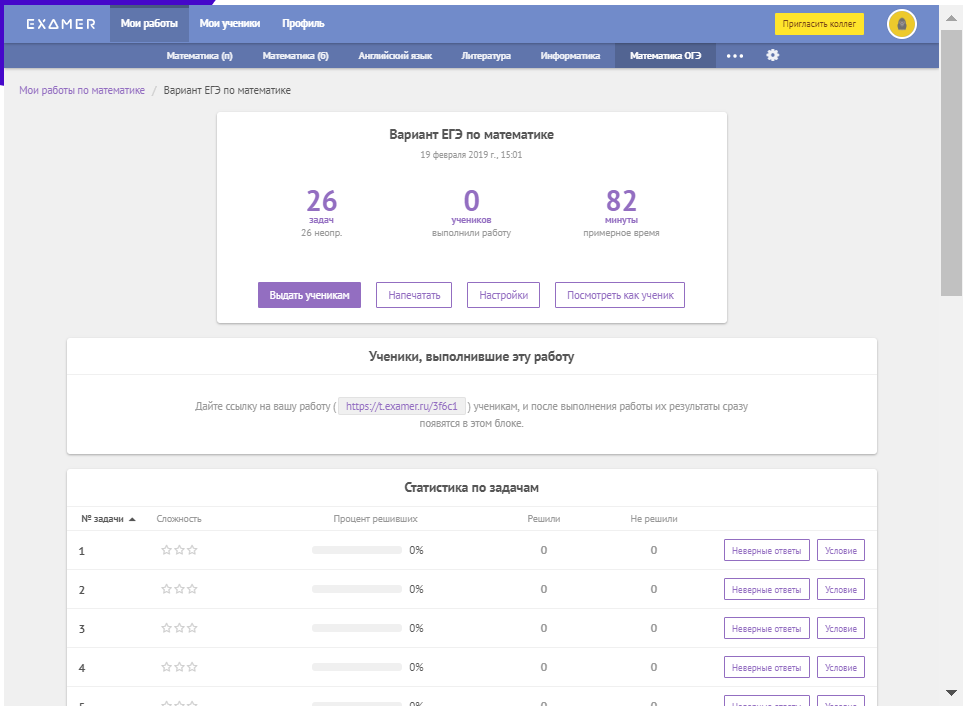 EXAMER Мои работы Мои ученики Профиль Пригласить коллег
Математика (п) Математика (б) Английский язык Литература Информатика Математика ОГЭ •••
Мои работы по математике / Вариант ЕГЭ по математике
Вариант ЕГЭ по математике
19 февраля 2019 г., 15:01
26 0 82
задач учеников минуты
26 неопр. выполнили работу примерное время
Выдать ученикам Напечатать Настройки Посмотреть как ученик
Ученики, выполнившие эту работу
Дайте ссылку на вашу работу ( https://t.examer.ru/3f6c1 ) ученикам, и после выполнения работы их результаты сразу
появятся в этом блоке.
Статистика по задачам
№ задачи Сложность Процент решивших Решили Не решили
1 0% 0 0 Неверные ответы Условие
2 0% 0 0 Неверные ответы Условие
3 0% 0 0 Неверные ответы Условие
4 0% 0 0 Неверные ответы Условие